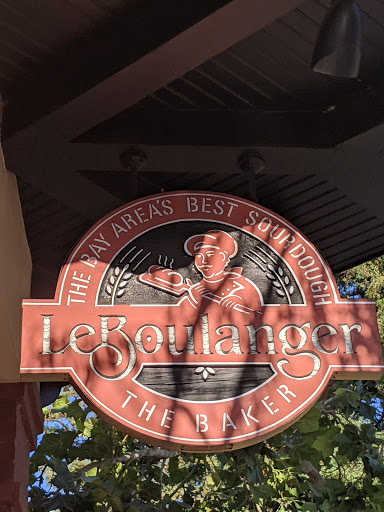 THE BAY AREA'S BEST SOURDOUGH
LeBoulanger
THE BAKER